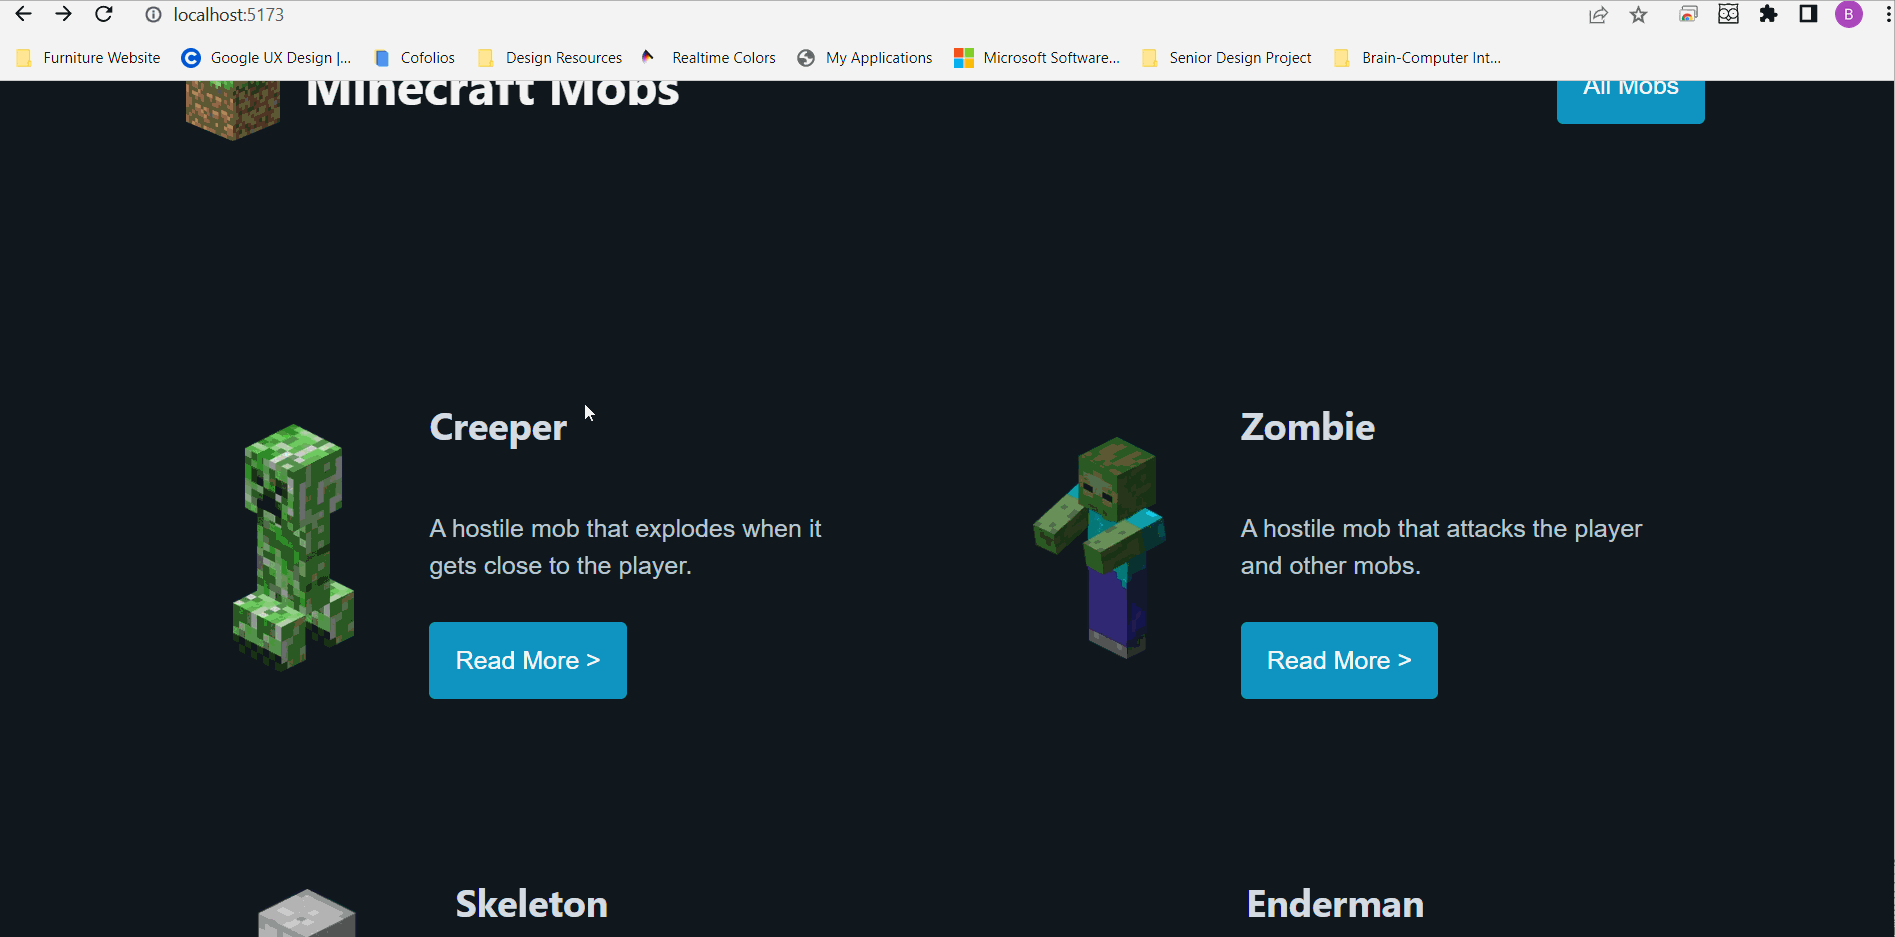 localhost:5173
B
Furniture Website
Google UX Design |...
Cofolios
Design Resources
Realtime Colors
My Applications
Microsoft Software...
Senior Design Project
Brain-Computer Int...
Minecraft Mobs
All Mobs
Creeper
A hostile mob that explodes when it
gets close to the player.
Read More >
Zombie
A hostile mob that attacks the player
and other mobs.
Read More >
Skeleton
Enderman